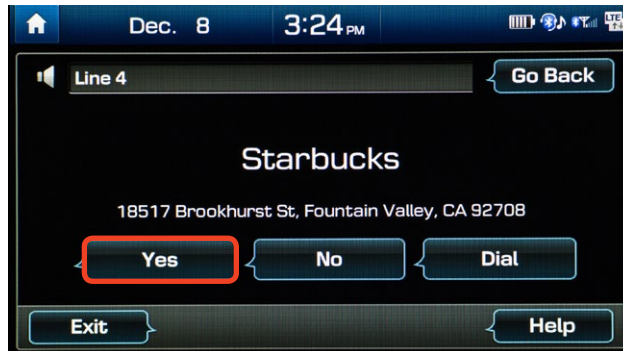 Dec. 8 3:24 PM LTE
Line 4 Go Back
Starbucks
18517 Brookhurst St, Fountain Valley, CA 92708
Yes No Dial
Exit Help